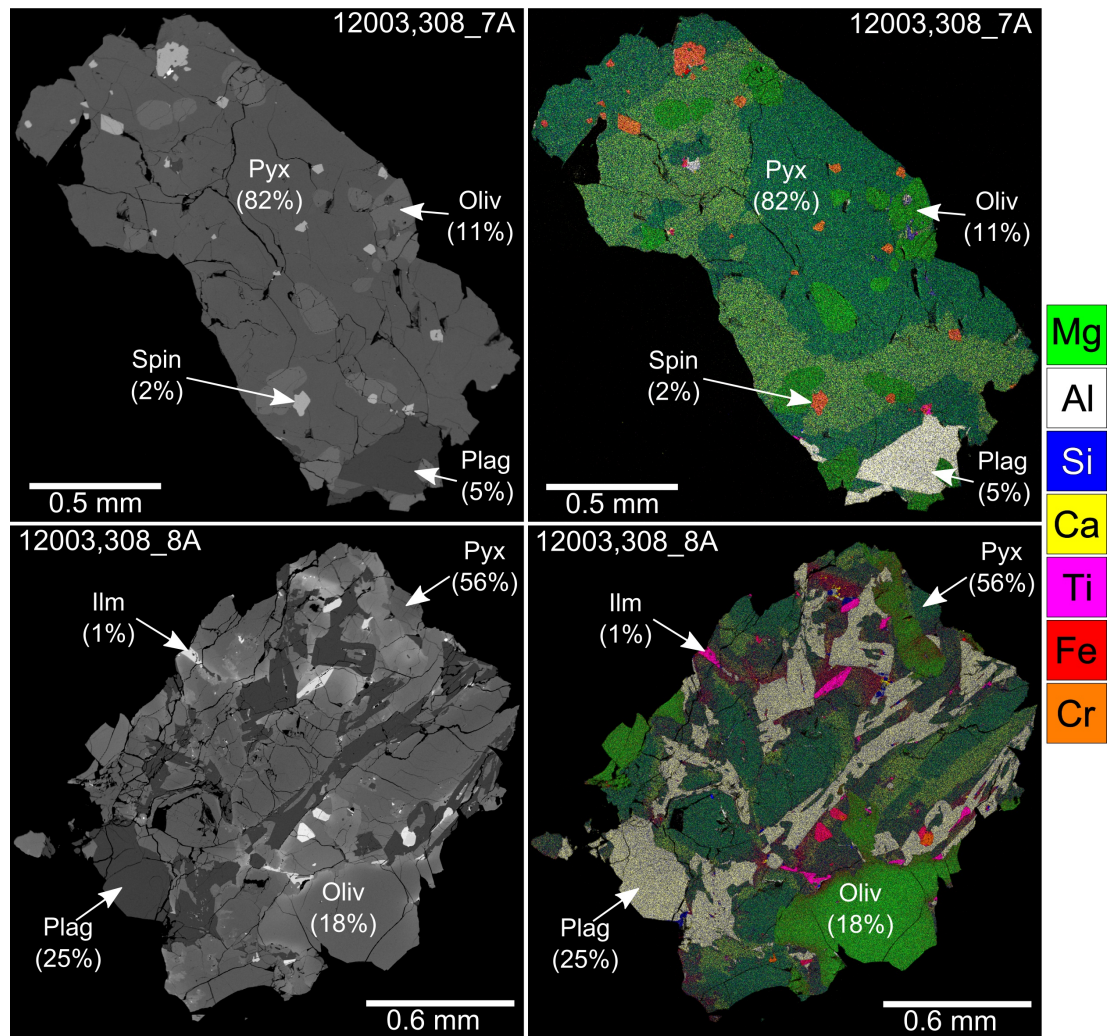 12003,308_7A
Pyx
(82%)
Oliv
(11%)
Spin
(2%)
Plag
(5%)
0.5 mm
12003,308_7A
Pyx
(82%)
Oliv
(11%)
Spin
(2%)
Plag
(5%)
0.5 mm
12003,308_8A
Pyx
(56%)
Ilm
(1%)
Oliv
(18%)
Plag
(25%)
0.6 mm
12003,308_8A
Pyx
(56%)
Ilm
(1%)
Oliv
(18%)
Plag
(25%)
0.6 mm
Mg
Al
Si
Ca
Ti
Fe
Cr